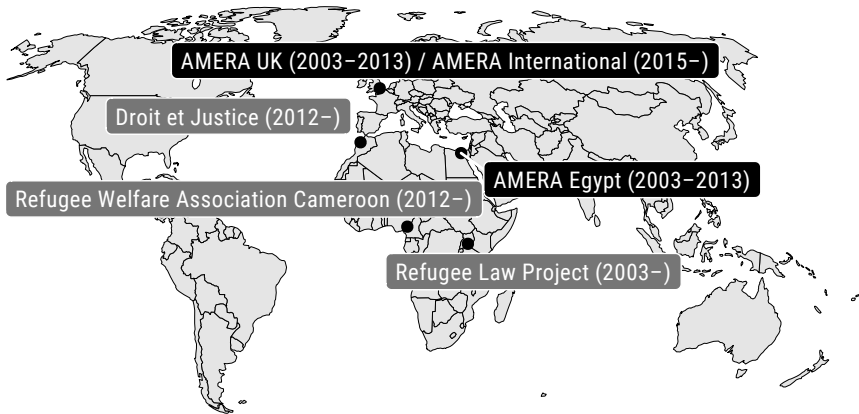 AMERA UK (2003–2013) / AMERA International (2015–)
Droit et Justice (2012–)
AMERA Egypt (2003–2013)
Refugee Welfare Association Cameroon (2012–)
Refugee Law Project (2003–)